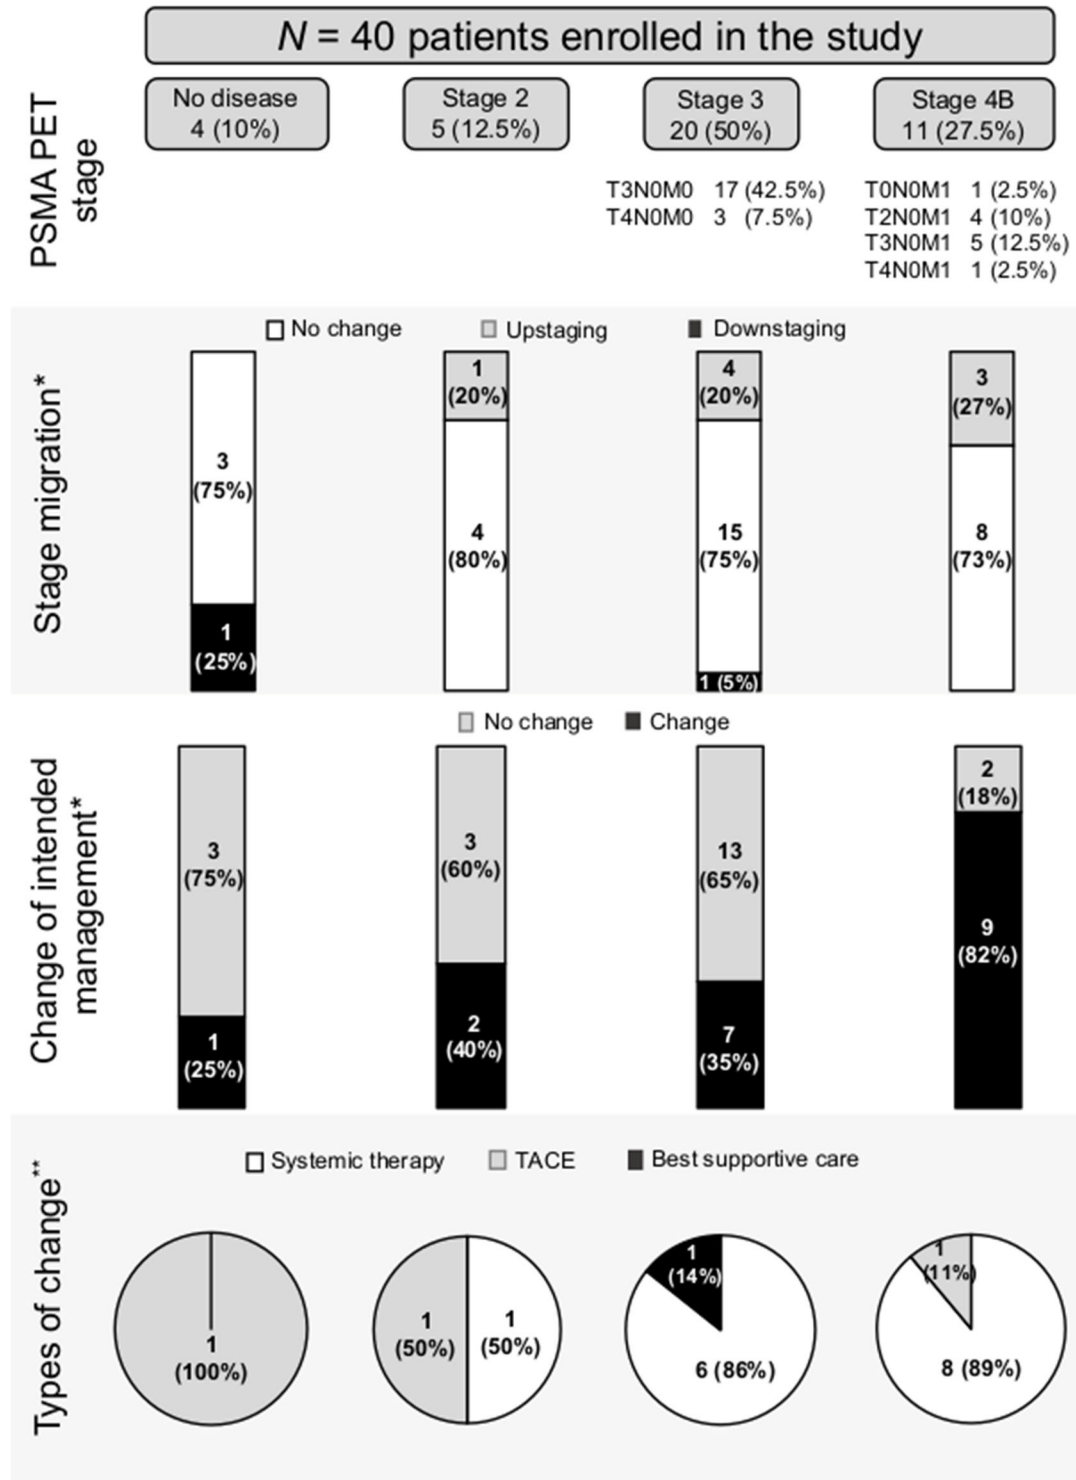 N = 40 patients enrolled in the study
PSMA PET
stage
No disease
4 (10%)
Stage 2
5 (12.5%)
Stage 3
20 (50%)
Stage 4B
11 (27.5%)
T3N0M0 17 (42.5%)
T4N0M0 3 (7.5%)
T0N0M1 1 (2.5%)
T2N0M1 4 (10%)
T3N0M1 5 (12.5%)
T4N0M1 1 (2.5%)
Stage migration*
No change Upstaging Downstaging
3
(75%)
1
(25%)
1
(20%)
4
(80%)
4
(20%)
15
(75%)
1 (5%)
3
(27%)
8
(73%)
Change of intended
management*
No change Change
3
(75%)
1
(25%)
3
(60%)
2
(40%)
13
(65%)
7
(35%)
2
(18%)
9
(82%)
Types of change**
Systemic therapy TACE Best supportive care
1
(100%)
1
(50%)
1
(50%)
1
(14%)
6 (86%)
1
(11%)
8 (89%)